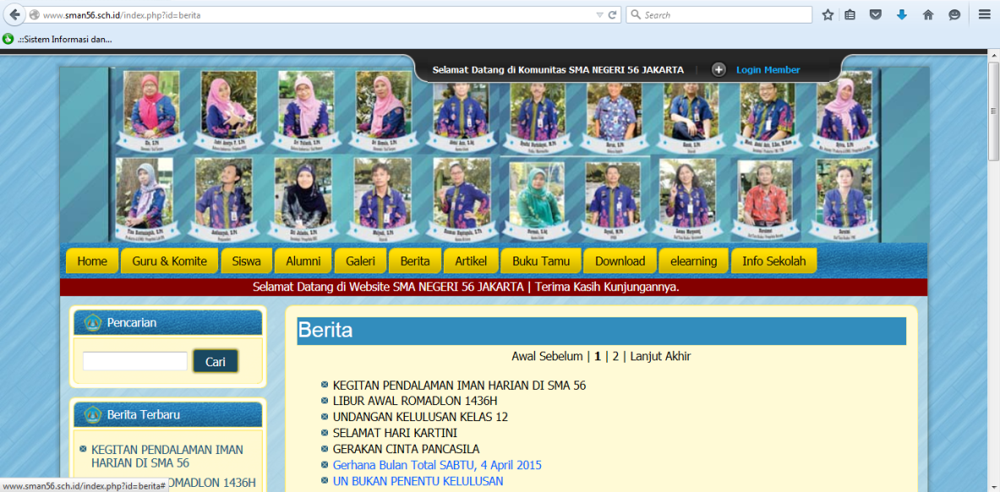 www.sman56.sch.id/index.php?id=berita
Search
.::Sistem Informasi dan...
Selamat Datang di Komunitas SMA NEGERI 56 JAKARTA | Login Member
Home Guru & Komite Siswa Alumni Galeri Berita Artikel Buku Tamu Download elearning Info Sekolah
Selamat Datang di Website SMA NEGERI 56 JAKARTA | Terima Kasih Kunjungannya.
Pencarian
Cari
Berita Terbaru
KEGITAN PENDALAMAN IMAN
HARIAN DI SMA 56
OMADLON 1436H
Berita
Awal Sebelum | 1 | 2 | Lanjut Akhir
KEGITAN PENDALAMAN IMAN HARIAN DI SMA 56
LIBUR AWAL ROMADLON 1436H
UNDANGAN KELULUSAN KELAS 12
SELAMAT HARI KARTINI
GERAKAN CINTA PANCASILA
Gerhana Bulan Total SABTU, 4 April 2015
UN BUKAN PENENTU KELULUSAN
www.sman56.sch.id/index.php?id=berita#